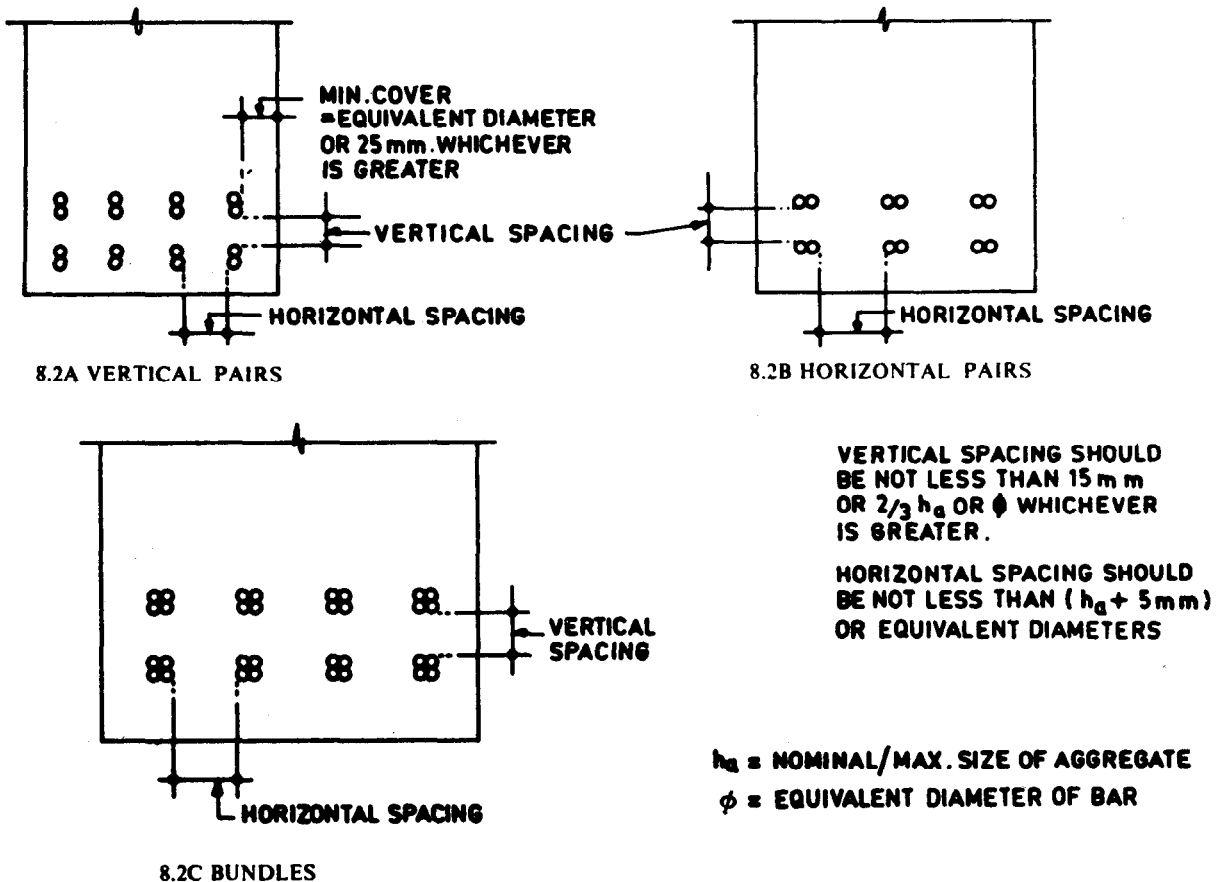 MIN. COVER
=EQUIVALENT DIAMETER
OR 25 mm. WHICHEVER
IS GREATER
VERTICAL SPACING
HORIZONTAL SPACING
HORIZONTAL SPACING
8.2A VERTICAL PAIRS
8.2B HORIZONTAL PAIRS
VERTICAL SPACING SHOULD
BE NOT LESS THAN 15 mm
OR 2/3 ha OR ϕ WHICHEVER
IS GREATER.
HORIZONTAL SPACING SHOULD
BE NOT LESS THAN (ha + 5mm)
OR EQUIVALENT DIAMETERS
VERTICAL
SPACING
HORIZONTAL SPACING
ha = NOMINAL/MAX. SIZE OF AGGREGATE
ϕ = EQUIVALENT DIAMETER OF BAR
8.2C BUNDLES